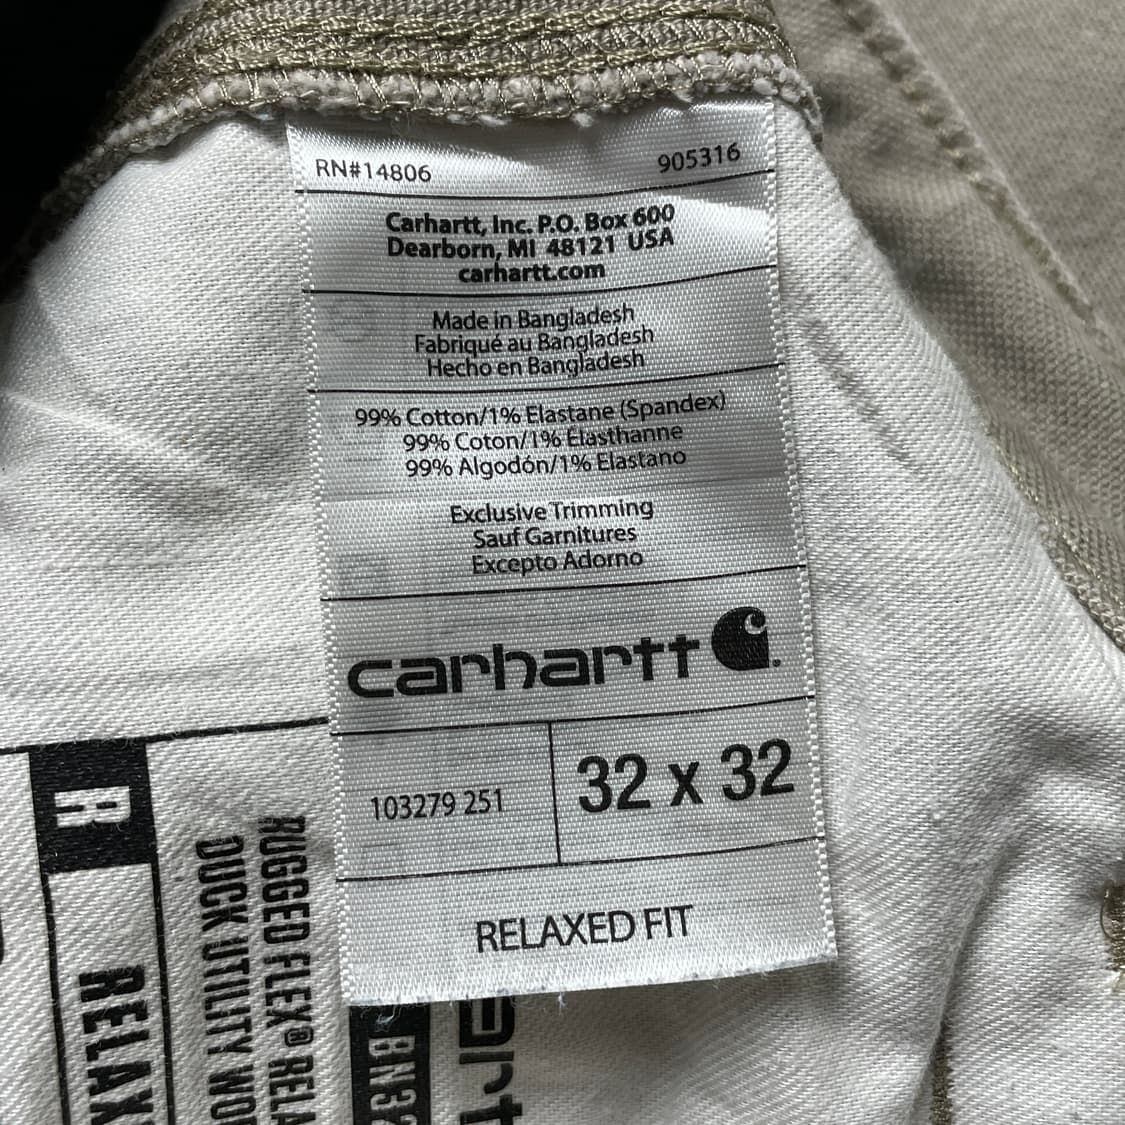 RN#14806 905316
Carhartt, Inc. P.O. Box 600
Dearborn, MI 48121 USA
carhartt.com
Made in Bangladesh
Fabriqué au Bangladesh
Hecho en Bangladesh
99% Cotton/1% Elastane (Spandex)
99% Coton/1% Élasthanne
99% Algodón/1% Elastano
Exclusive Trimming
Sauf Garnitures
Excepto Adorno
carhartt
103279 251 32 x 32
RELAXED FIT
R
RELAX
RUGGED FLEX® RELA
DUCK UTILITY WOR